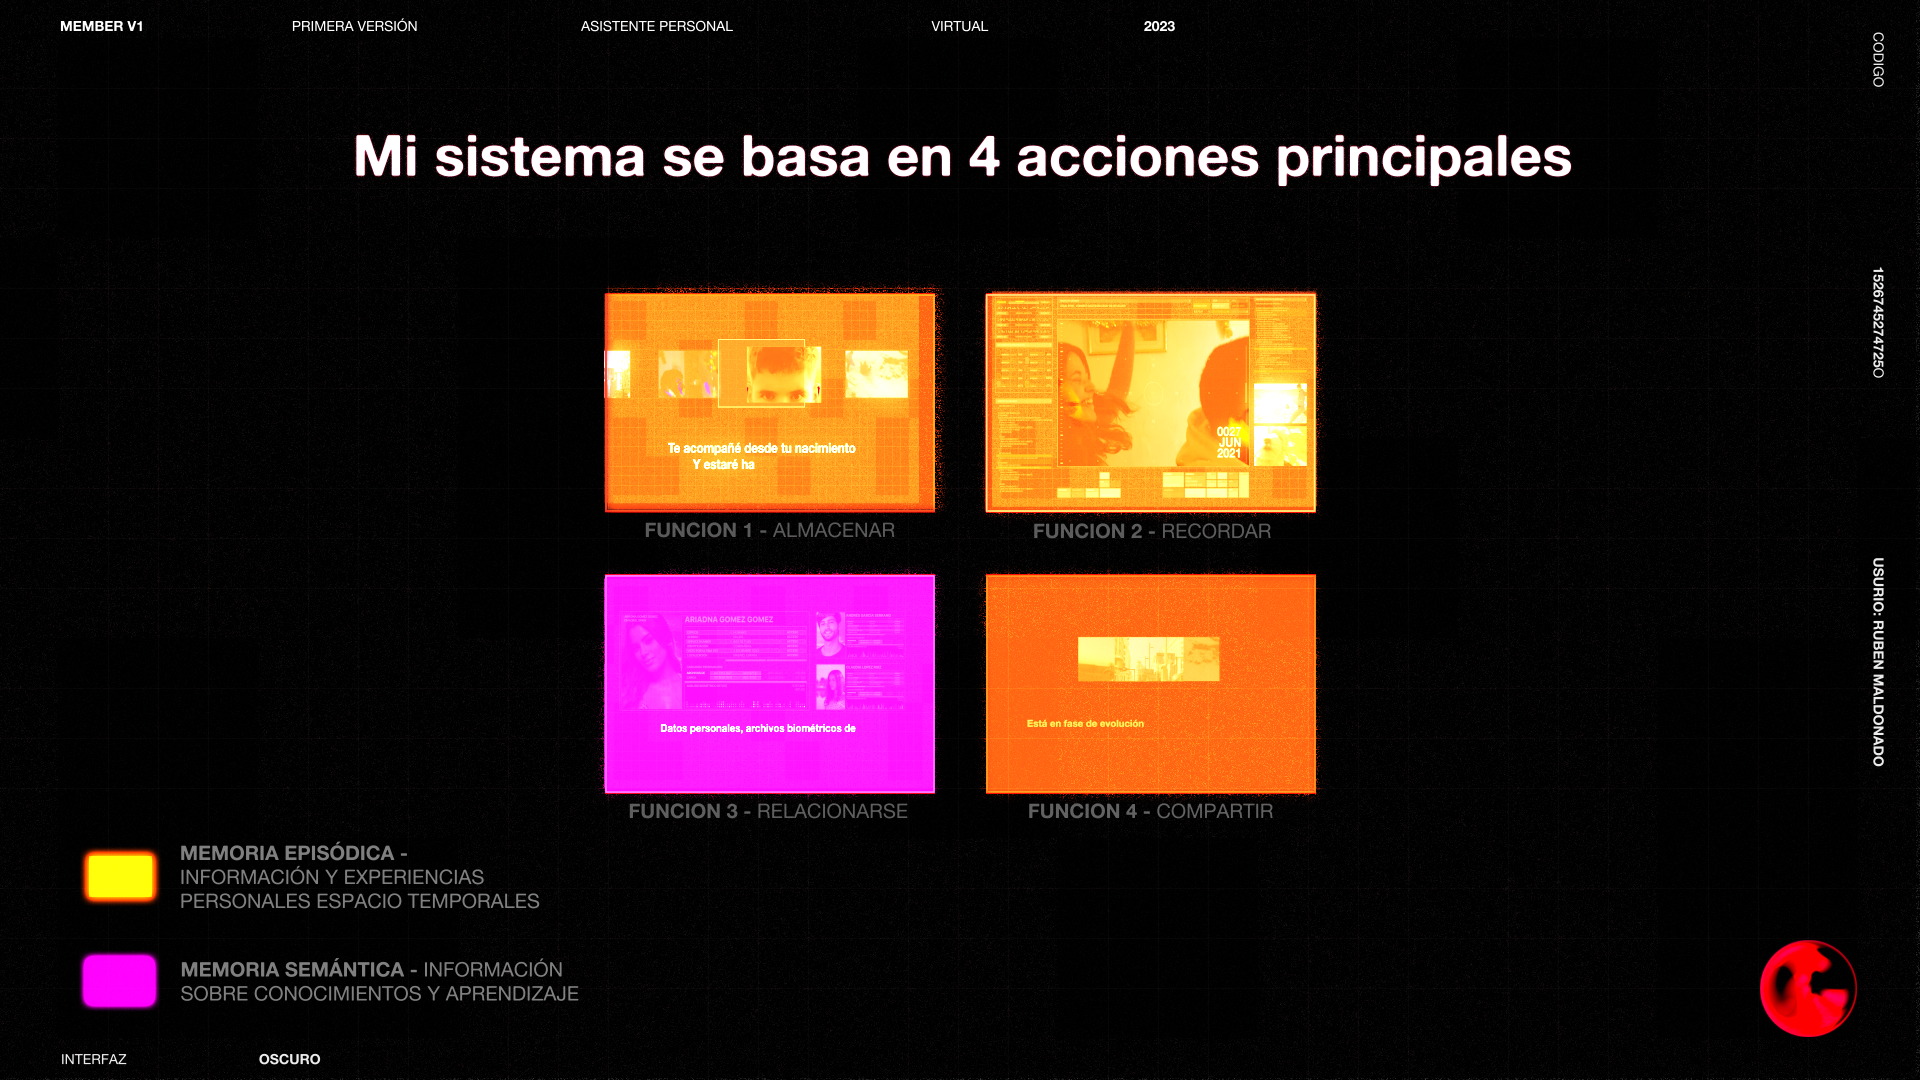 MEMBER V1
PRIMERA VERSIÓN
ASISTENTE PERSONAL
VIRTUAL
2023
CODIGO
Mi sistema se basa en 4 acciones principales
1526745274725O
Te acompañé desde tu nacimiento
Y estaré ha
0027
JUN
2021
FUNCION 1 - ALMACENAR
FUNCION 2 - RECORDAR
USURIO: RUBEN MALDONADO
ARIADNA GOMEZ GOMEZ
Datos personales, archivos biométricos de
Está en fase de evolución
FUNCION 3 - RELACIONARSE
FUNCION 4 - COMPARTIR
MEMORIA EPISÓDICA -
INFORMACIÓN Y EXPERIENCIAS
PERSONALES ESPACIO TEMPORALES
MEMORIA SEMÁNTICA - INFORMACIÓN
SOBRE CONOCIMIENTOS Y APRENDIZAJE
INTERFAZ
OSCURO